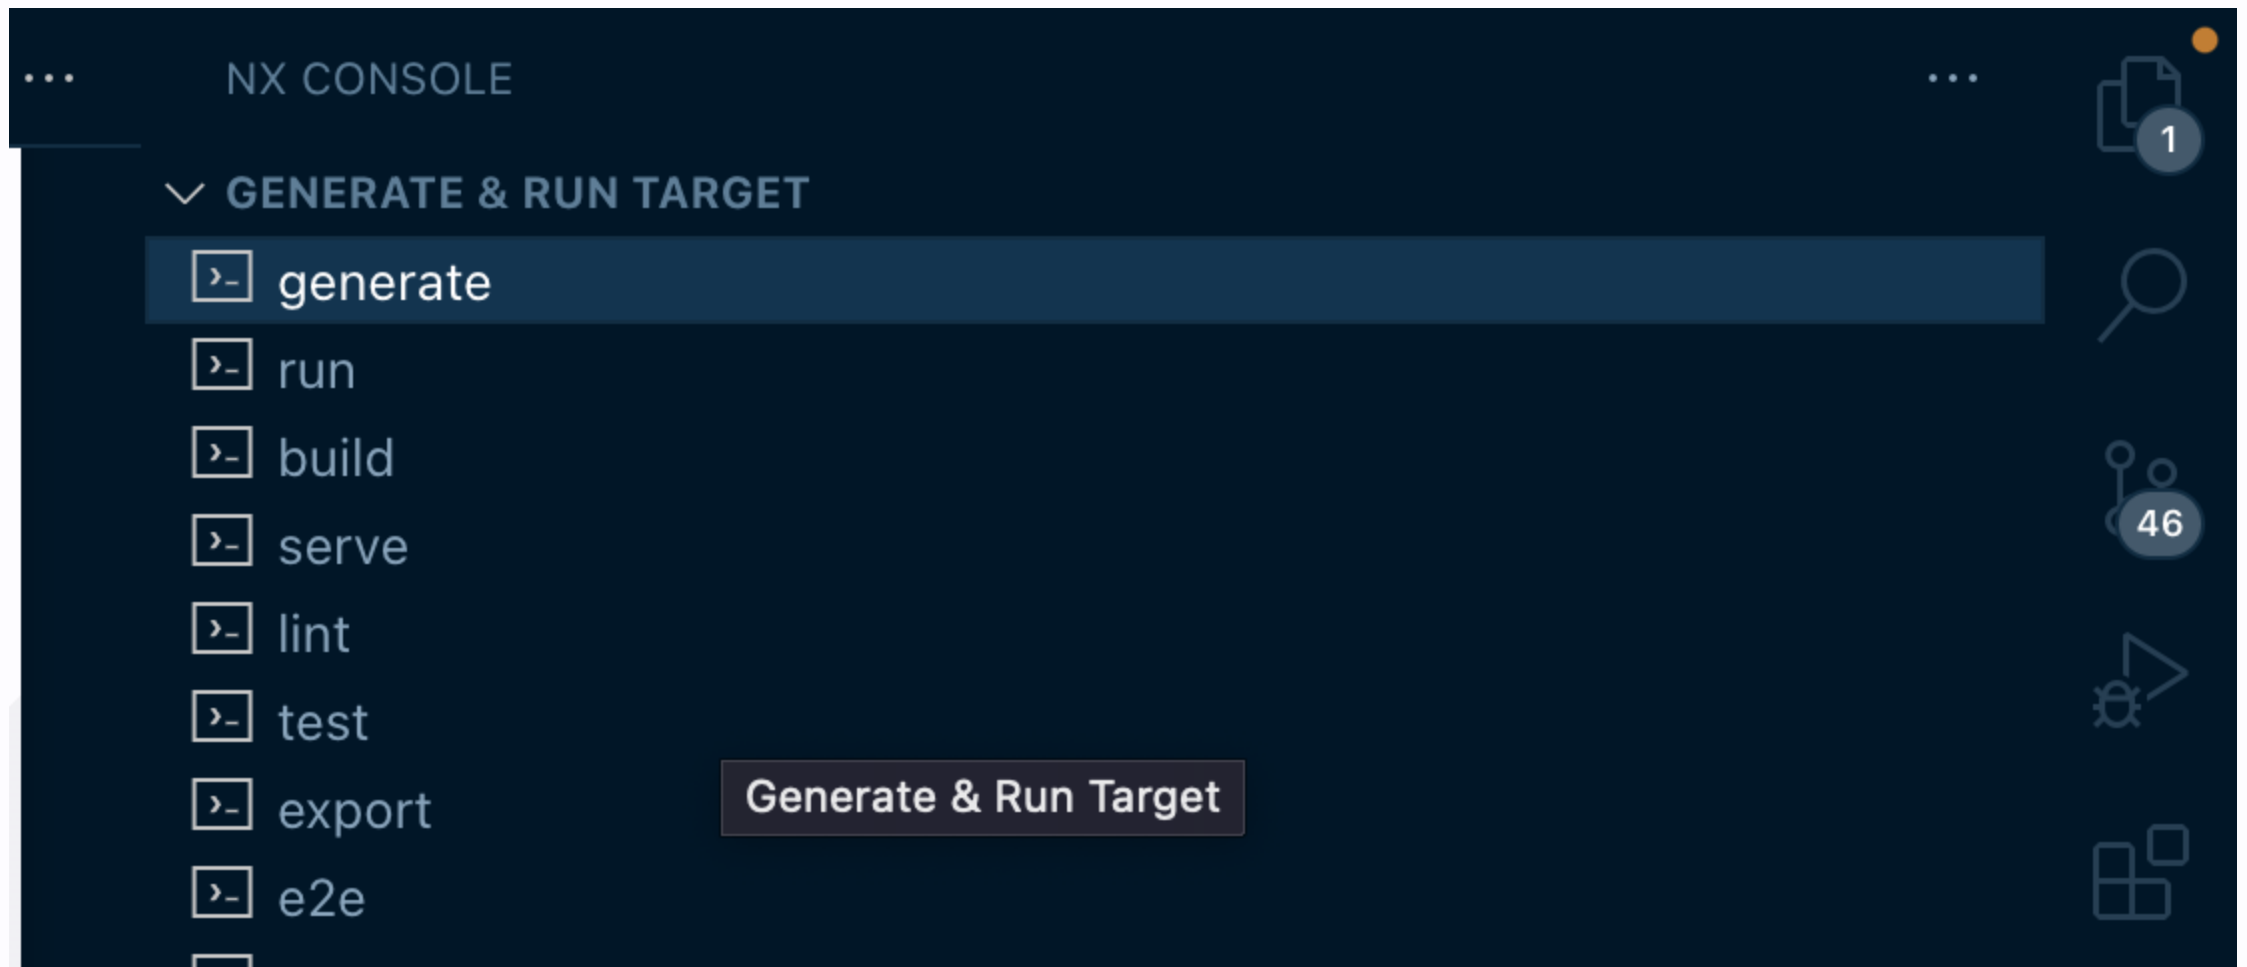 NX CONSOLE
1
GENERATE & RUN TARGET
generate
run
build
serve
46
lint
test
Generate & Run Target
export
e2e